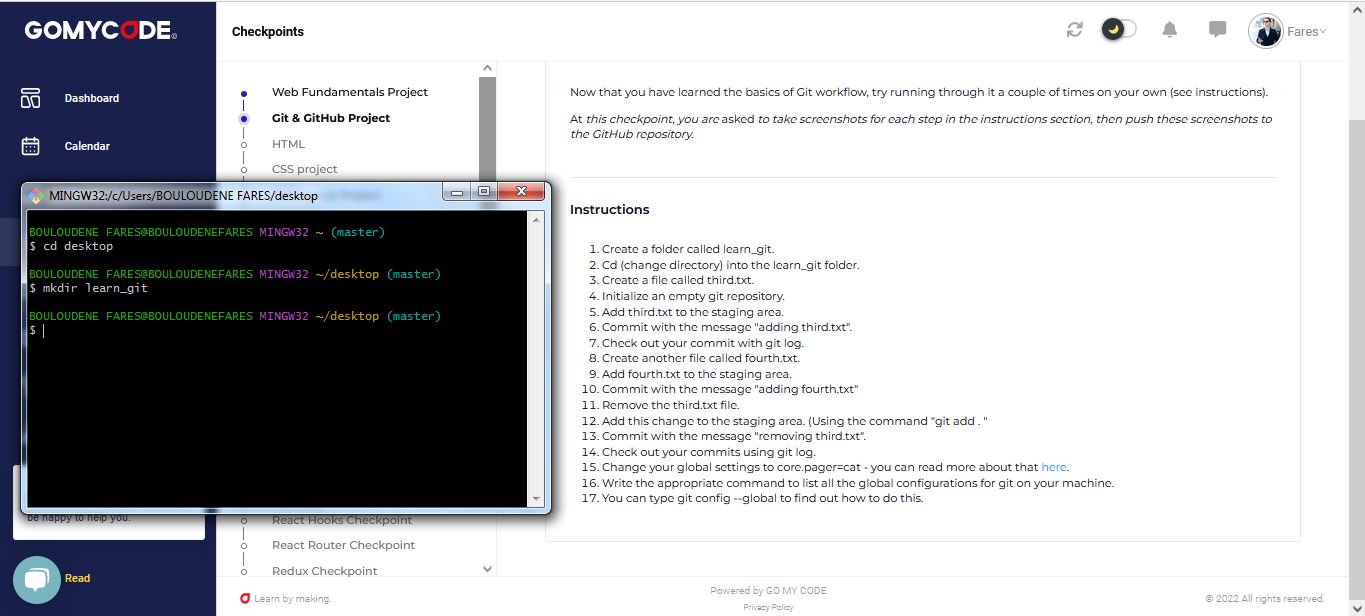 GOMYCODE
Dashboard
Calendar
be happy to help you.
Read
Checkpoints
Fares
Web Fundamentals Project
Git & GitHub Project
HTML
CSS project
React Hooks Checkpoint
React Router Checkpoint
Redux Checkpoint
MINGW32:/c/Users/BOULOUDENE FARES/desktop
BOULOUDENE FARES@BOULOUDENEFARES MINGW32 ~ (master)
$ cd desktop
BOULOUDENE FARES@BOULOUDENEFARES MINGW32 ~/desktop (master)
$ mkdir learn_git
BOULOUDENE FARES@BOULOUDENEFARES MINGW32 ~/desktop (master)
$
Now that you have learned the basics of Git workflow, try running through it a couple of times on your own (see instructions).
At this checkpoint, you are asked to take screenshots for each step in the instructions section, then push these screenshots to
the GitHub repository.
Instructions
1. Create a folder called learn_git.
2. Cd (change directory) into the learn_git folder.
3. Create a file called third.txt.
4. Initialize an empty git repository.
5. Add third.txt to the staging area.
6. Commit with the message "adding third.txt".
7. Check out your commit with git log.
8. Create another file called fourth.txt.
9. Add fourth.txt to the staging area.
10. Commit with the message "adding fourth.txt"
11. Remove the third.txt file.
12. Add this change to the staging area. (Using the command "git add . "
13. Commit with the message "removing third.txt".
14. Check out your commits using git log.
15. Change your global settings to core.pager=cat - you can read more about that here.
16. Write the appropriate command to list all the global configurations for git on your machine.
17. You can type git config --global to find out how to do this.
Learn by making.
Powered by GO MY CODE
Privacy Policy
© 2022 All rights reserved.